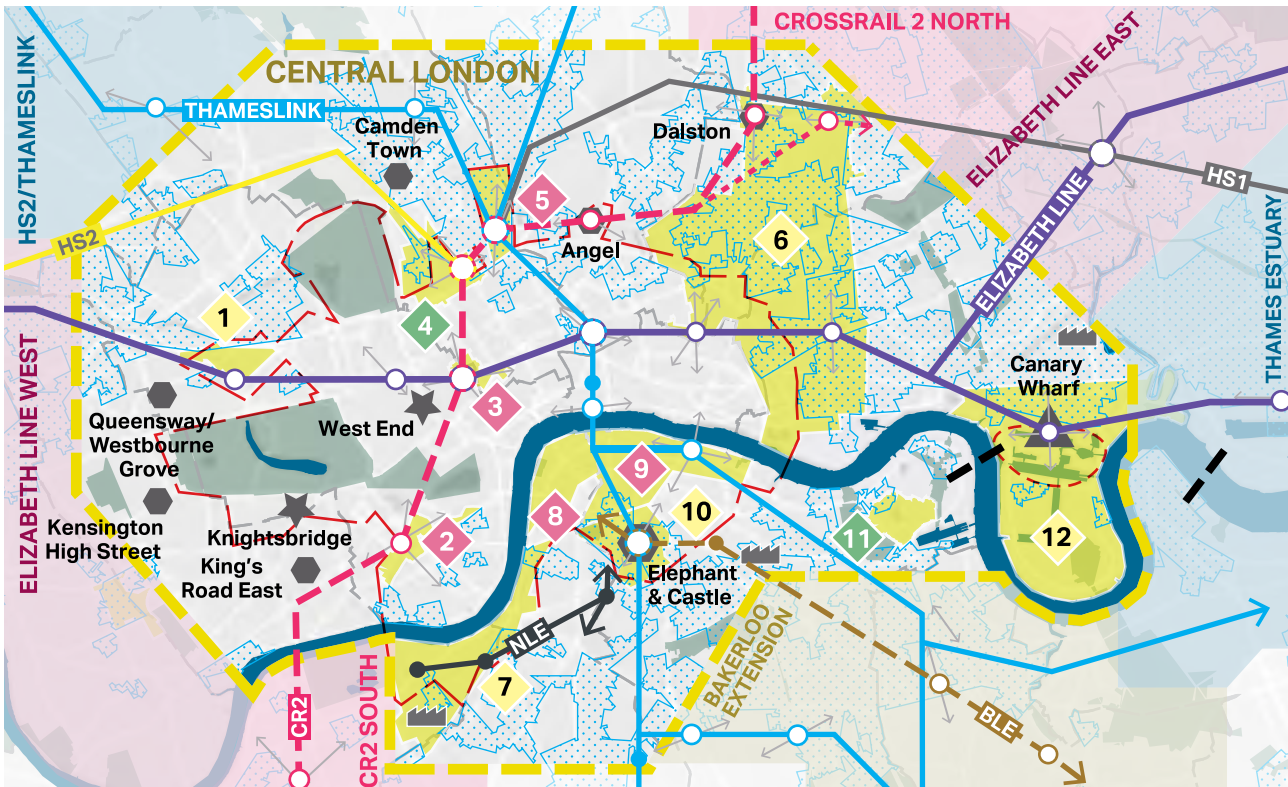 CROSSRAIL 2 NORTH
HS2/THAMESLINK
CENTRAL LONDON
ELIZABETH LINE EAST
THAMESLINK
Camden
Town
Dalston
HS1
5
Angel
6
HS2
ELIZABETH LINE
1
4
THAMES ESTUARY
ELIZABETH LINE WEST
Canary
Wharf
3
Queensway/
Westbourne
Grove
West End
9
Kensington
High Street
Knightsbridge
8
10
2
11
12
King's
Road East
Elephant
& Castle
NLE
7
BAKERLOO
EXTENSION
CR2
CR2 SOUTH
BLE